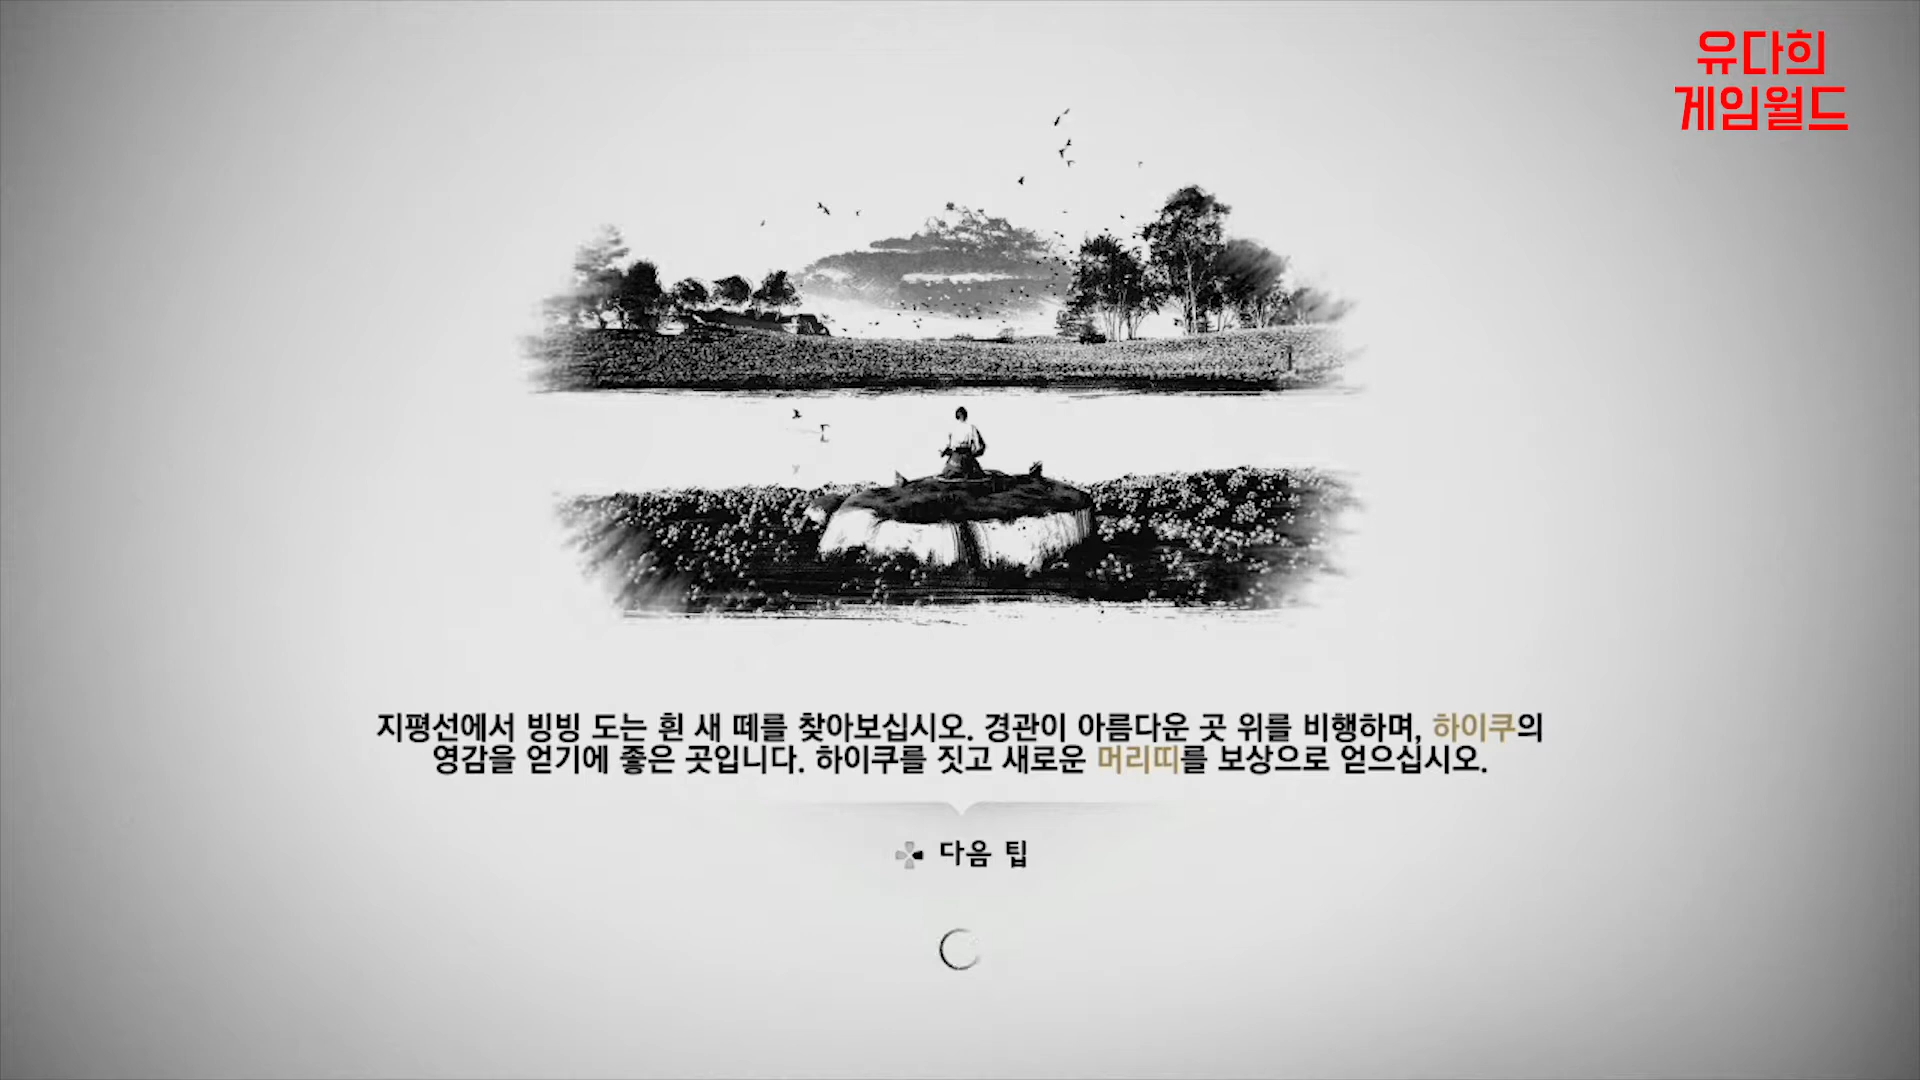 유다희
게임월드
지평선에서 빙빙 도는 흰 새 떼를 찾아보십시오. 경관이 아름다운 곳 위를 비행하며, 하이쿠의
영감을 얻기에 좋은 곳입니다. 하이쿠를 짓고 새로운 머리띠를 보상으로 얻으십시오.
다음 팁